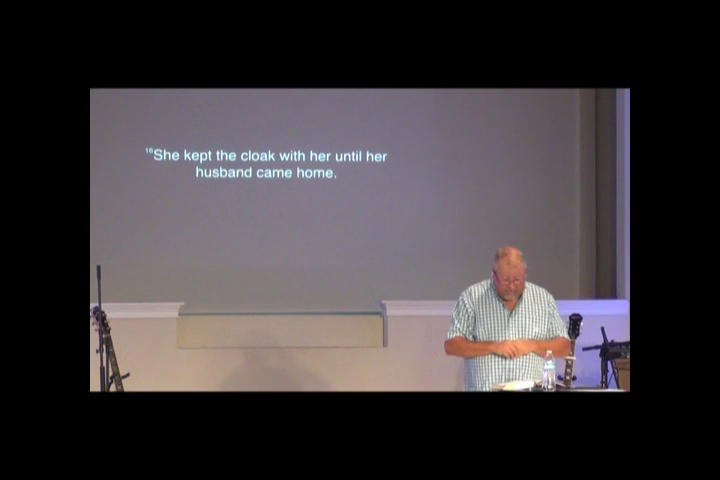 ¹⁶She kept the cloak with her until her
husband came home.